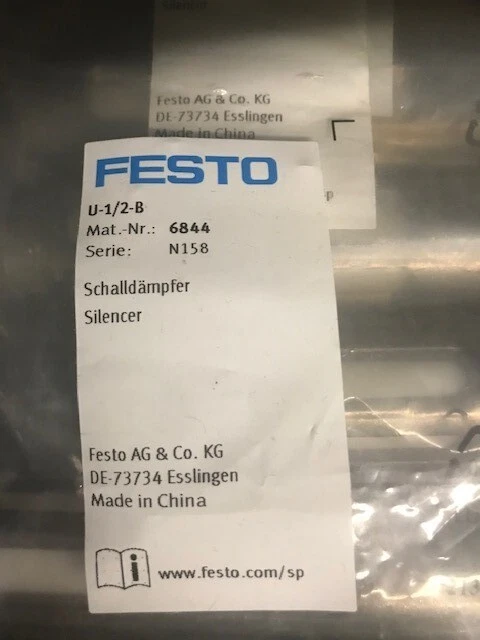 Silencer
Festo AG & Co. KG
DE-73734 Esslingen
Made in China
FESTO
U-1/2-B
Mat.-Nr.: 6844
Serie: N158
Schalldämpfer
Silencer
Festo AG & Co. KG
DE-73734 Esslingen
Made in China
www.festo.com/sp